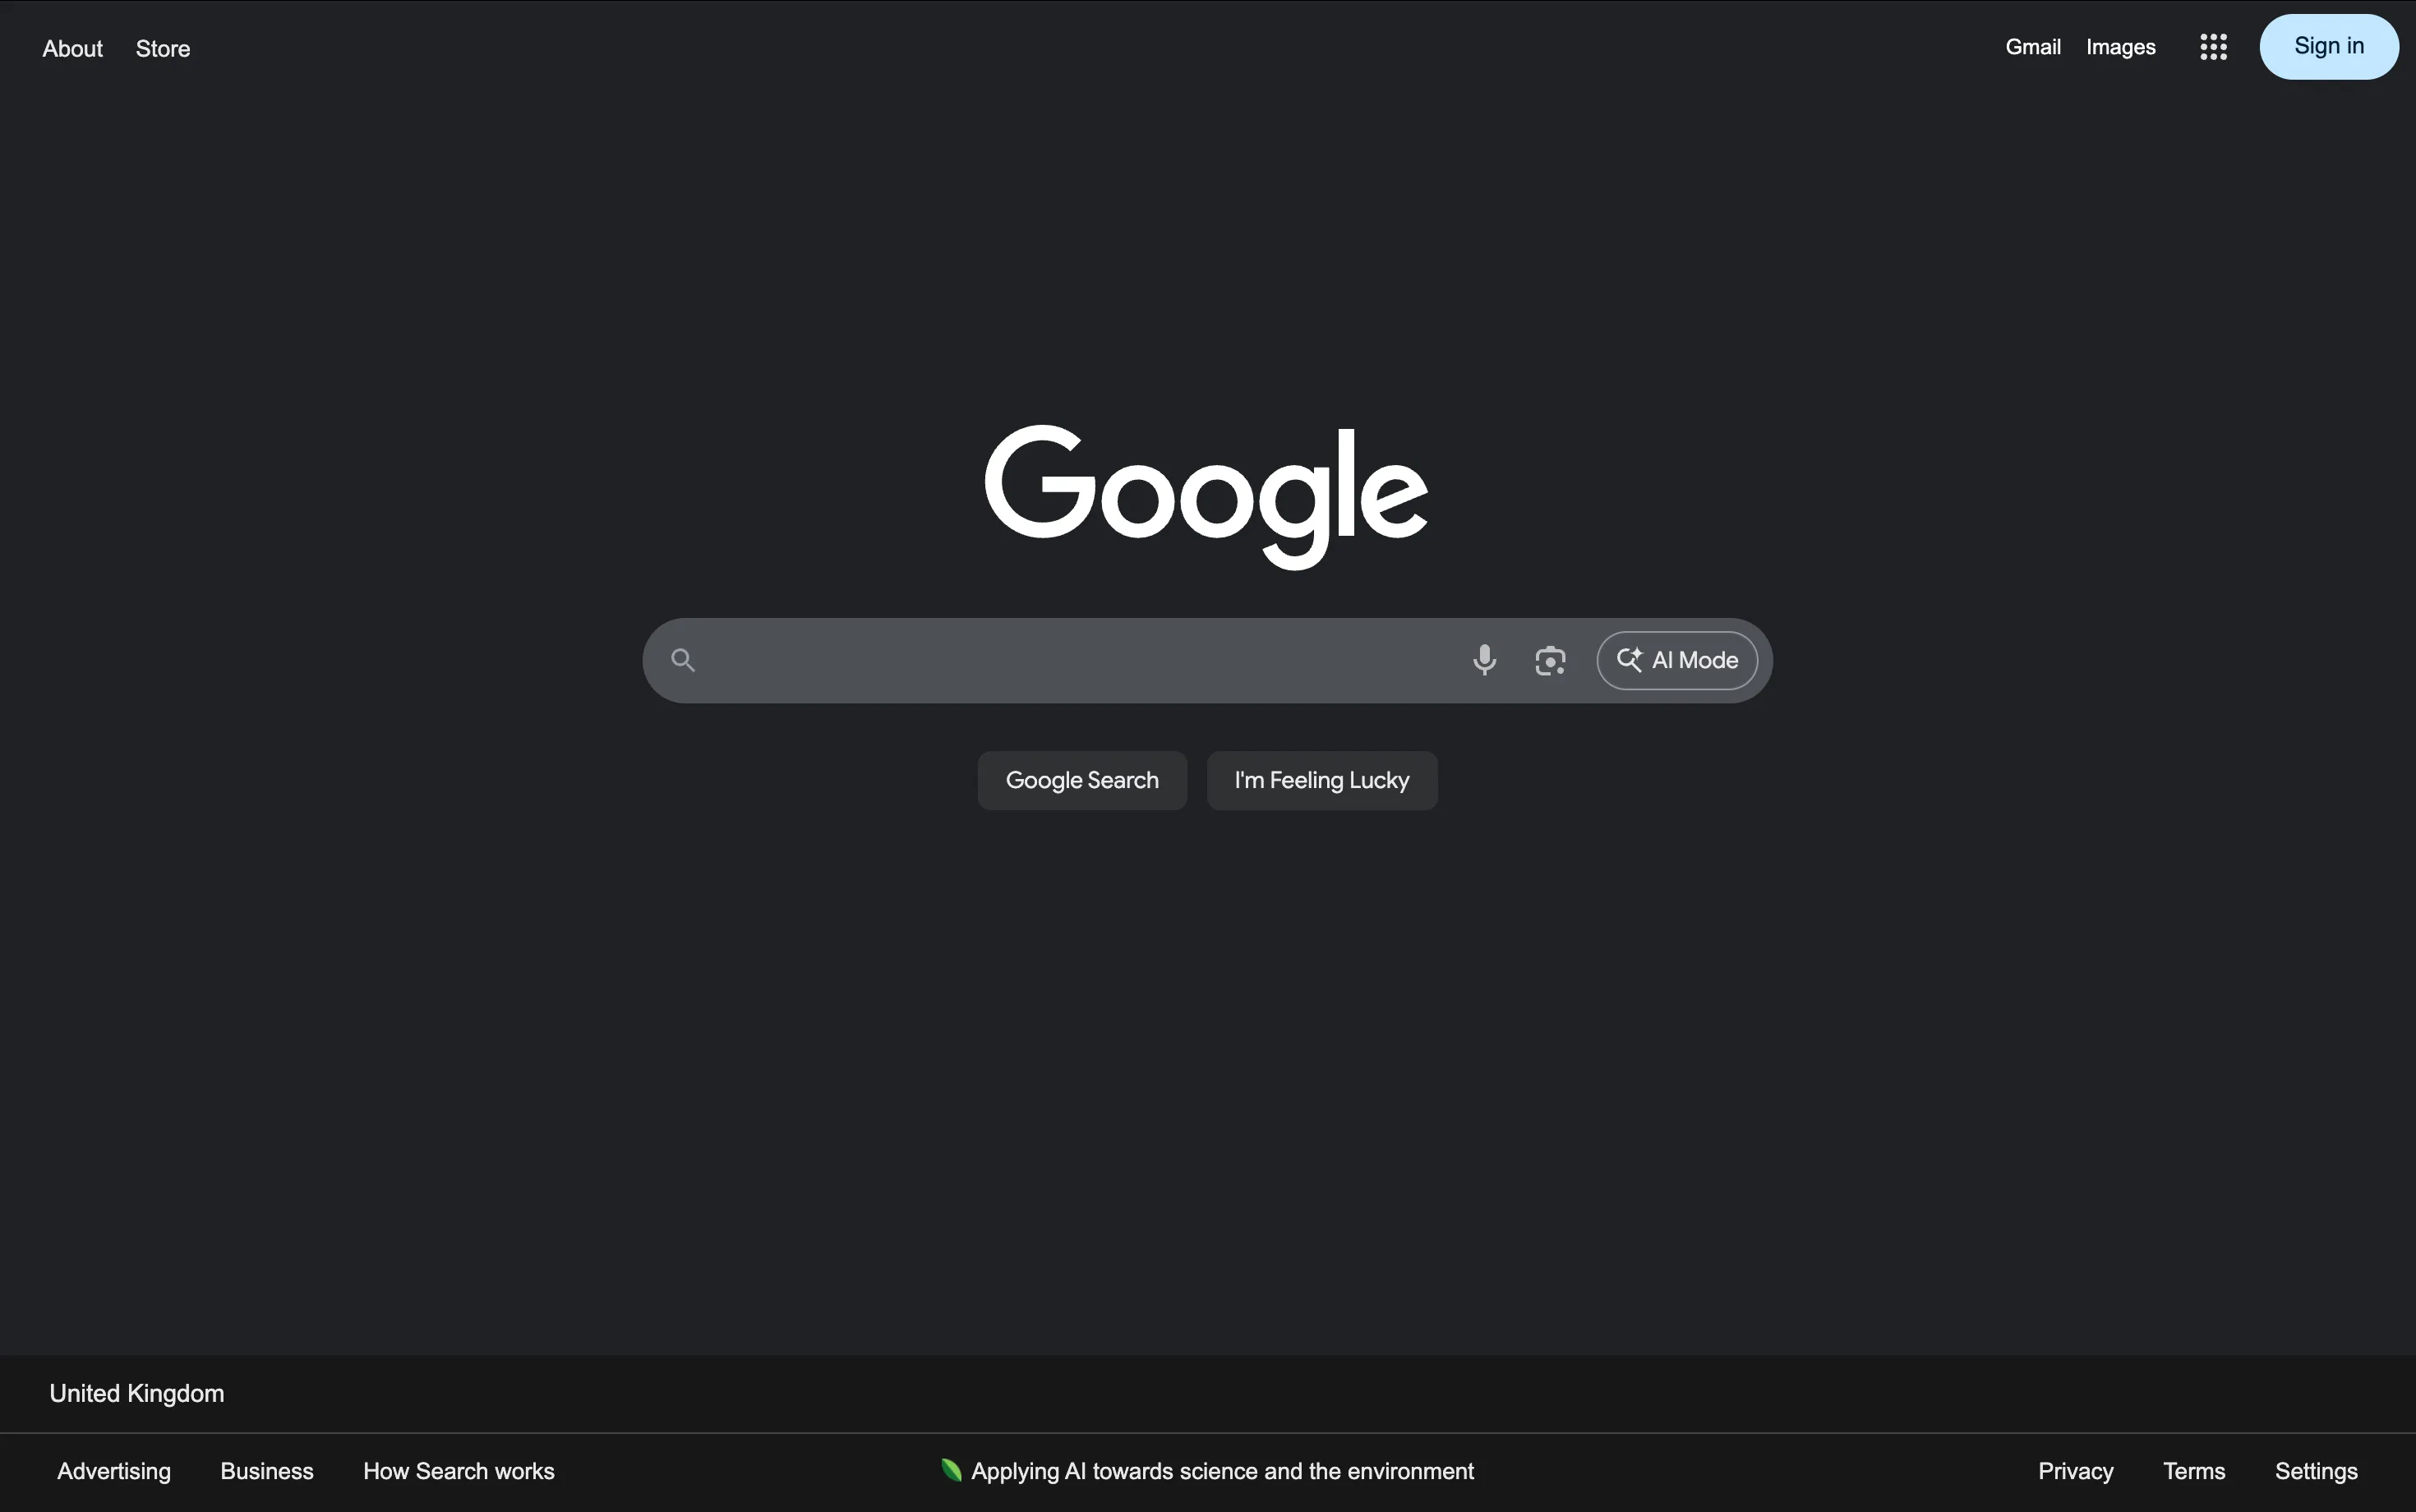 About Store Gmail Images Sign in
Google
AI Mode
Google Search I'm Feeling Lucky
United Kingdom
Advertising Business How Search works Applying AI towards science and the environment Privacy Terms Settings